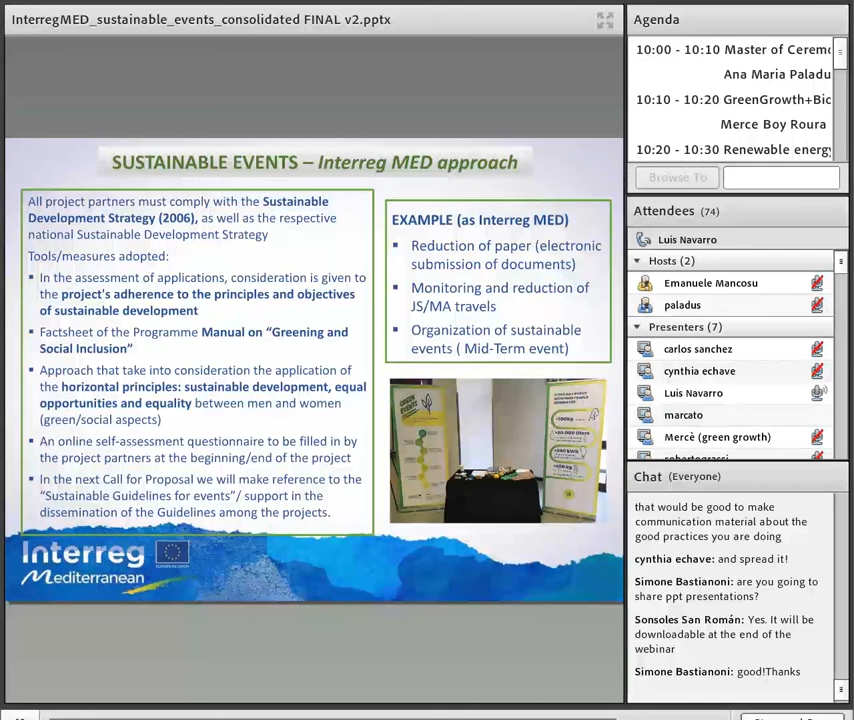 InterregMED_sustainable_events_consolidated FINAL v2.pptx
SUSTAINABLE EVENTS – Interreg MED approach
All project partners must comply with the Sustainable
Development Strategy (2006), as well as the respective
national Sustainable Development Strategy
Tools/measures adopted:
▪ In the assessment of applications, consideration is given to
the project's adherence to the principles and objectives
of sustainable development
▪ Factsheet of the Programme Manual on “Greening and
Social Inclusion”
▪ Approach that take into consideration the application of
the horizontal principles: sustainable development, equal
opportunities and equality between men and women
(green/social aspects)
▪ An online self-assessment questionnaire to be filled in by
the project partners at the beginning/end of the project
▪ In the next Call for Proposal we will make reference to the
“Sustainable Guidelines for events”/ support in the
dissemination of the Guidelines among the projects.
EXAMPLE (as Interreg MED)
▪ Reduction of paper (electronic
submission of documents)
▪ Monitoring and reduction of
JS/MA travels
▪ Organization of sustainable
events ( Mid-Term event)
GREEN
EVENTS
Interreg
Mediterranean
EUROPEAN UNION
Agenda
10:00 - 10:10 Master of Ceremo
Ana Maria Paladu
10:10 - 10:20 GreenGrowth+Bio
Merce Boy Roura
10:20 - 10:30 Renewable energy
Browse To
Attendees (74)
Luis Navarro
Hosts (2)
Emanuele Mancosu
paladus
Presenters (7)
carlos sanchez
cynthia echave
Luis Navarro
marcato
Mercè (green growth)
robertograssi
Chat (Everyone)
that would be good to make
communication material about the
good practices you are doing
cynthia echave: and spread it!
Simone Bastianoni: are you going to
share ppt presentations?
Sonsoles San Román: Yes. It will be
downloadable at the end of the
webinar
Simone Bastianoni: good!Thanks